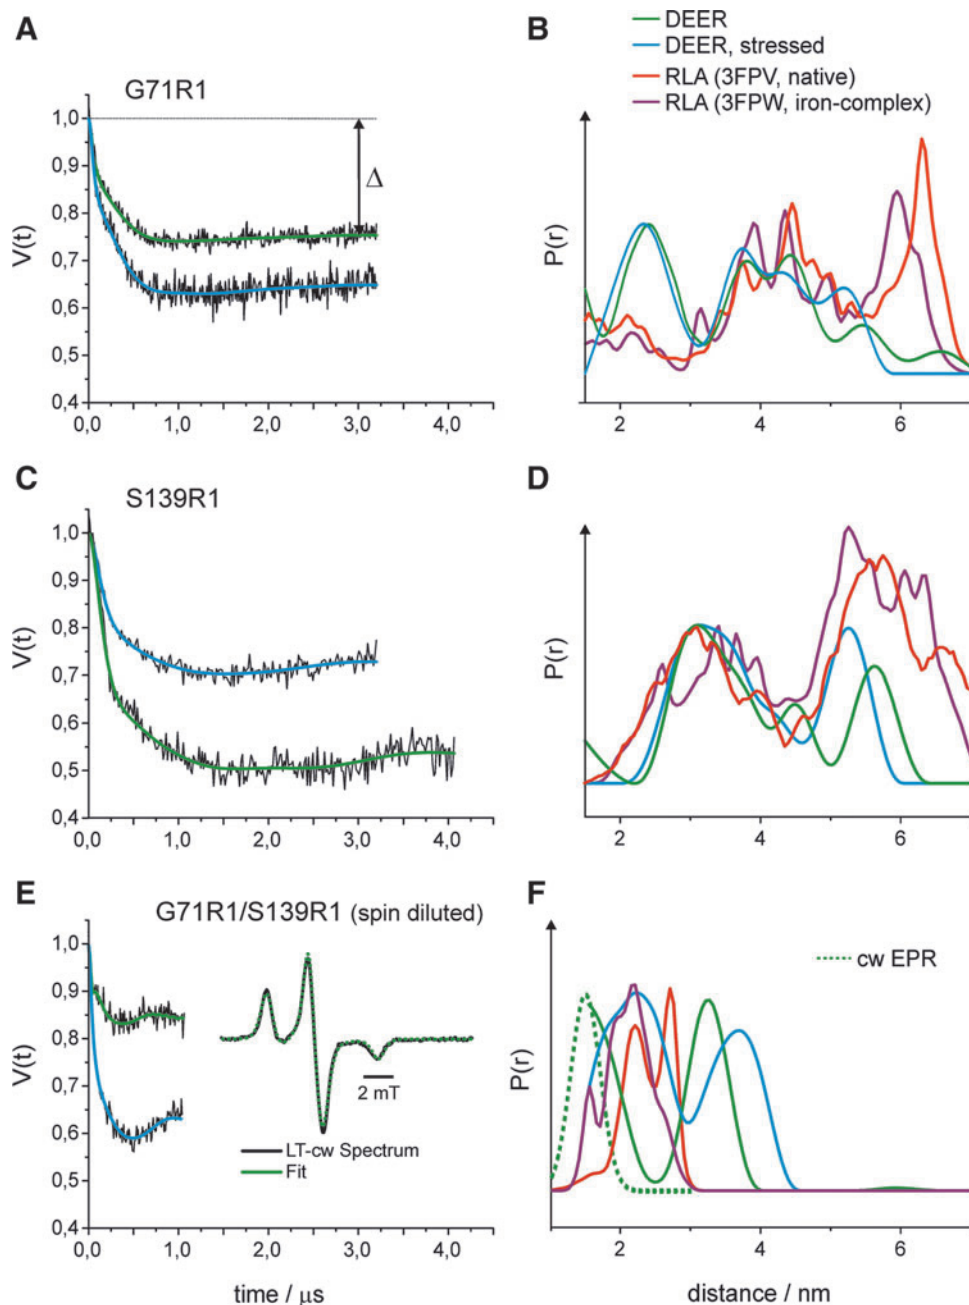 A
G71R1
1,0
0,9
0,8
0,7
0,6
0,5
0,4
V(t)
Δ
0,0 1,0 2,0 3,0 4,0
B
DEER
DEER, stressed
RLA (3FPV, native)
RLA (3FPW, iron-complex)
P(r)
2 4 6
C
S139R1
1,0
0,9
0,8
0,7
0,6
0,5
0,4
V(t)
0,0 1,0 2,0 3,0 4,0
D
P(r)
2 4 6
E
G71R1/S139R1 (spin diluted)
1,0
0,9
0,8
0,7
0,6
0,5
0,4
V(t)
2 mT
LT-cw Spectrum
Fit
0,0 1,0 2,0 3,0 4,0
time / μs
F
cw EPR
P(r)
2 4 6
distance / nm